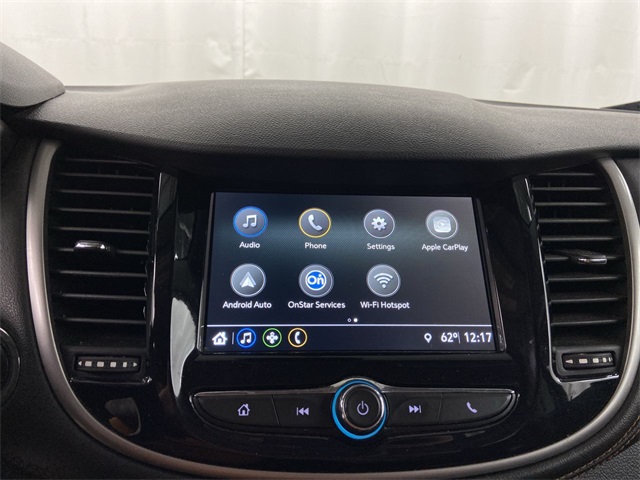 Audio Phone Settings Apple CarPlay
Android Auto OnStar Services Wi-Fi Hotspot
62° 12:17